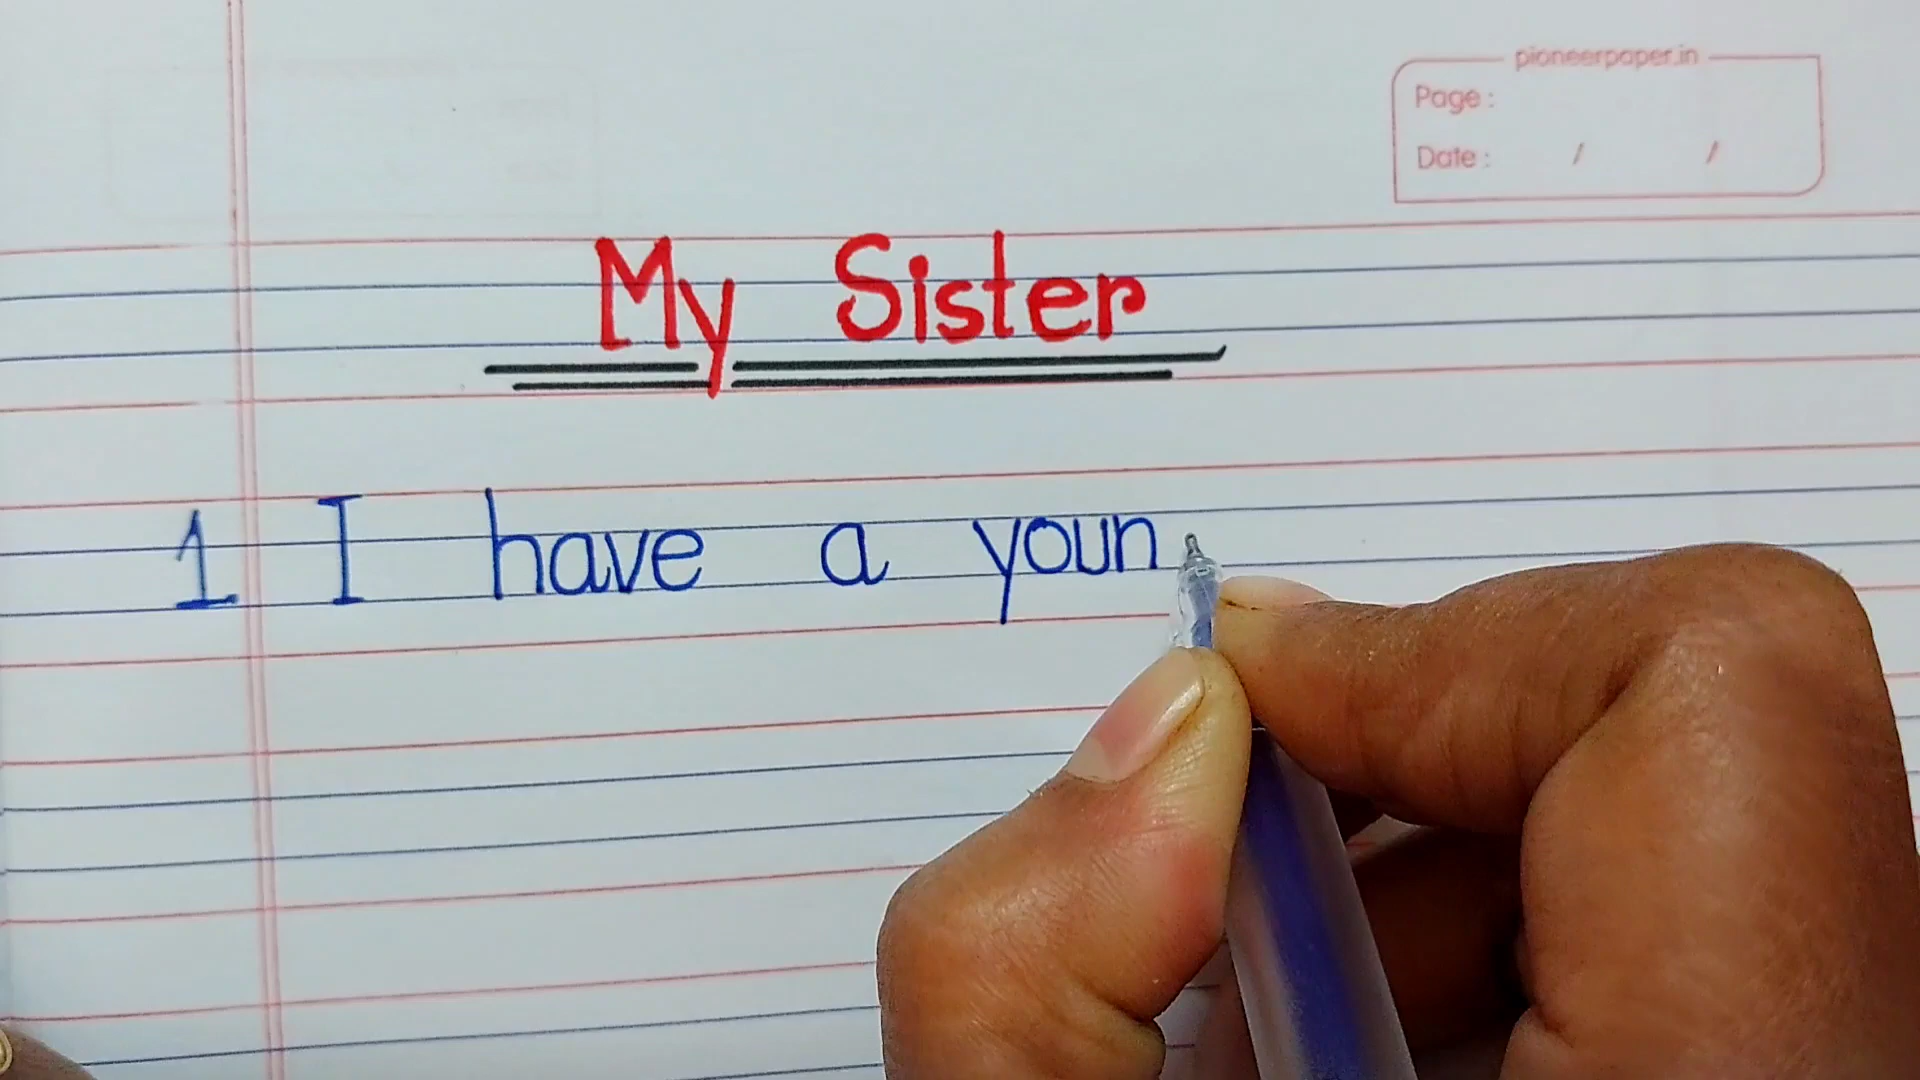 pioneerpaper.in
Page :
Date : / /
My Sister
1 I have a youn